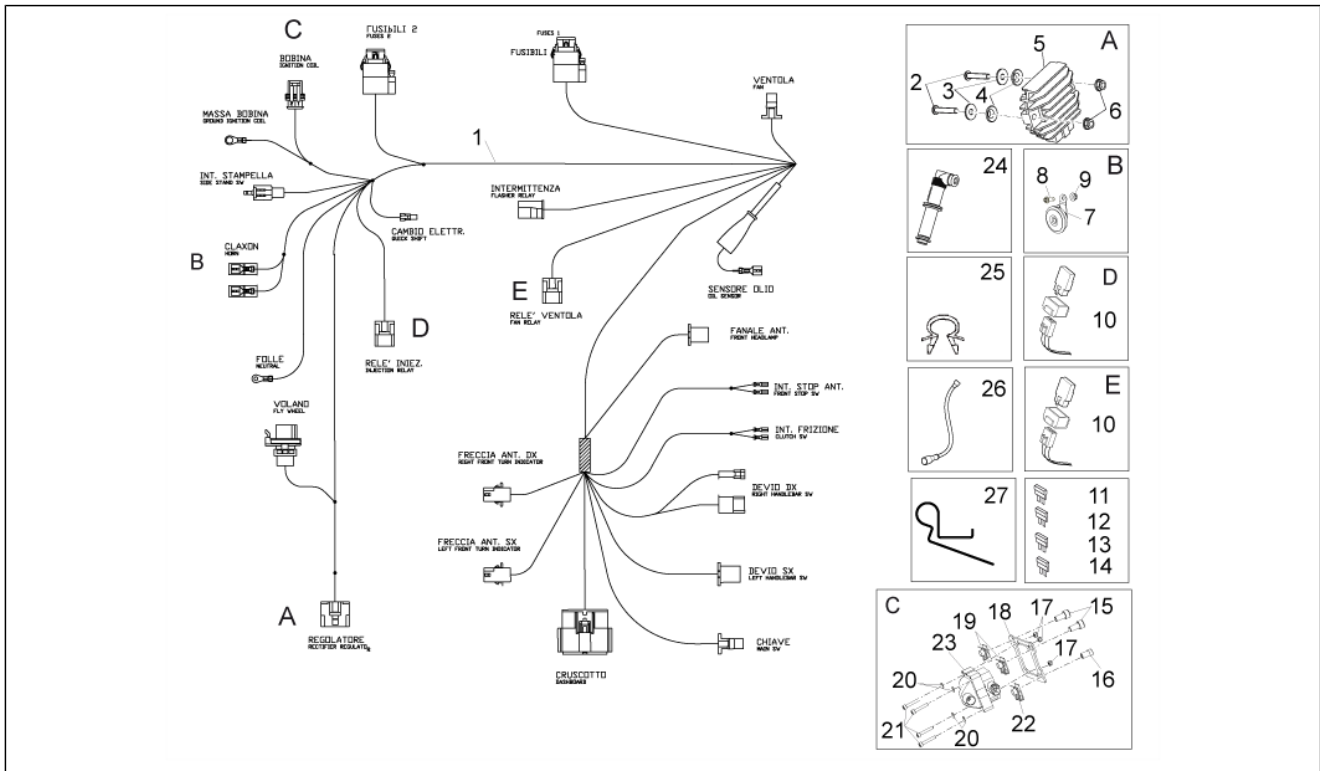 C
FUSIBILI 2
FUSES 2
BOBINA
IGNITION COIL
MASSA BOBINA
GROUND IGNITION COIL
INT. STAMPELLA
SIDE STAND SW
B
CLAXON
HORN
CAMBIO ELETTR.
QUICK SHIFT
D
RELE' INIEZ.
INJECTION RELAY
FOLLE
NEUTRAL
VOLANO
FLY WHEEL
A
REGOLATORE
RECTIFIER REGULATOR
1
FUSES 1
FUSIBILI
VENTOLA
FAN
INTERMITTENZA
FLASHER RELAY
E
RELE' VENTOLA
FAN RELAY
SENSORE OLIO
OIL SENSOR
FANALE ANT.
FRONT HEADLAMP
INT. STOP ANT.
FRONT STOP SW
INT. FRIZIONE
CLUTCH SW
FRECCIA ANT. DX
RIGHT FRONT TURN INDICATOR
DEVIO DX
RIGHT HANDLEBAR SW
FRECCIA ANT. SX
LEFT FRONT TURN INDICATOR
DEVIO SX
LEFT HANDLEBAR SW
CHIAVE
MAIN SW
CRUSCOTTO
DASHBOARD
A
5
2
3
4
6
24
B
8
9
7
25
D
10
26
E
10
27
11
12
13
14
C
19
18
17
15
23
17
16
20
22
21
20